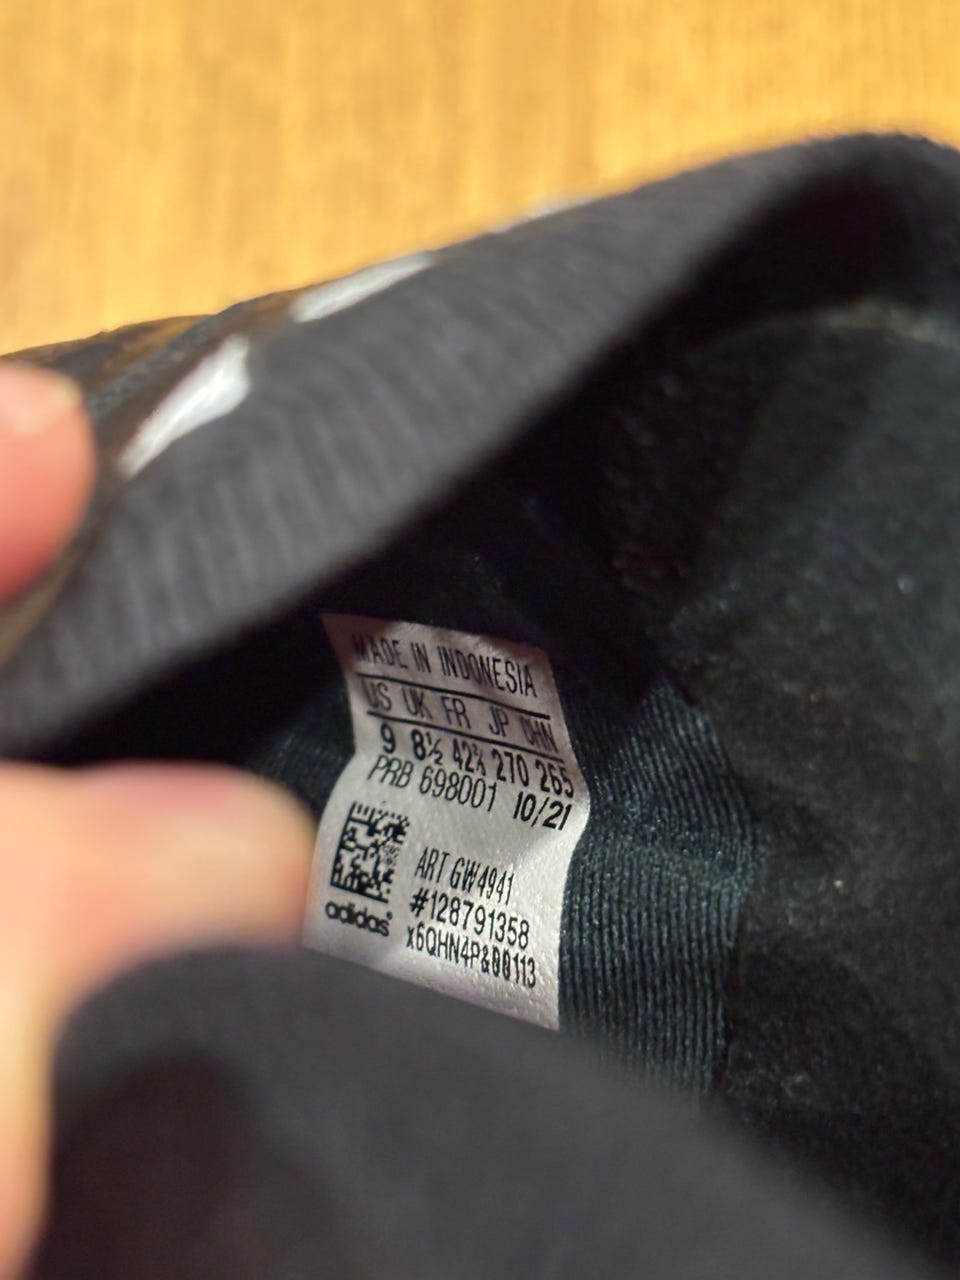 MADE IN INDONESIA
US UK FR JP CHN
9 8½ 42⅔ 270 265
PRB 698001 10/21
ART GW4941
#128791358
x6QHN4P&00113
adidas®